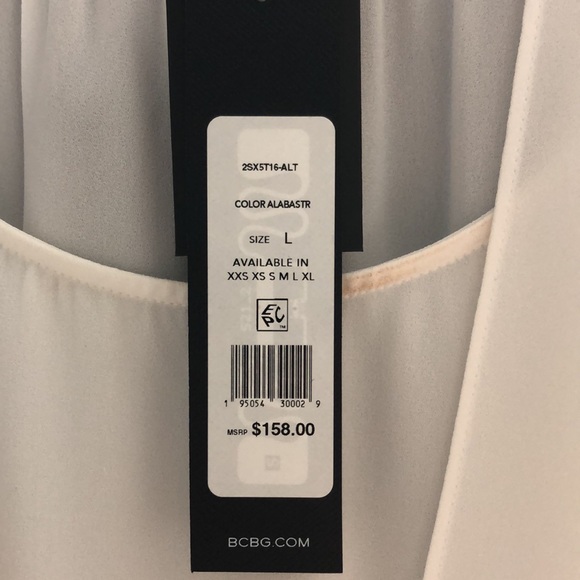 2SX5T16-ALT
COLOR ALABASTR
SIZE L
AVAILABLE IN
XXS XS S M L XL
EPC™
1 95054 30002 9
MSRP $158.00
BCBG.COM